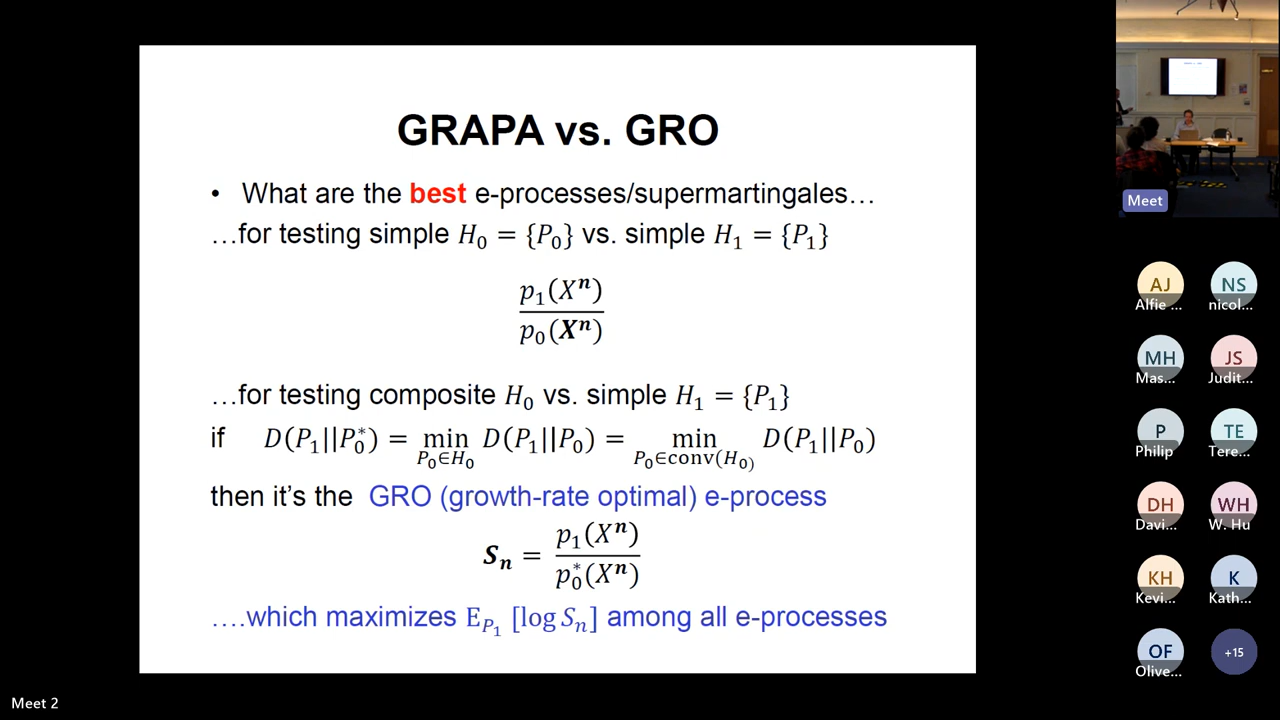 GRAPA vs. GRO
• What are the best e-processes/supermartingales…
…for testing simple H₀ = {P₀} vs. simple H₁ = {P₁}
p₁(Xⁿ)
p₀(Xⁿ)
…for testing composite H₀ vs. simple H₁ = {P₁}
if D(P₁||P₀*) = min D(P₁||P₀) = min D(P₁||P₀)
P₀∈H₀ P₀∈conv(H₀)
then it's the GRO (growth-rate optimal) e-process
Sₙ = p₁(Xⁿ)
p₀*(Xⁿ)
….which maximizes E_P₁ [log Sₙ] among all e-processes
Meet
AJ NS
Alfie ... nicol...
MH JS
Mas... Judit...
P TE
Philip Tere...
DH WH
Davi... W. Hu
KH K
Kevi... Kath...
OF +15
Olive...
Meet 2